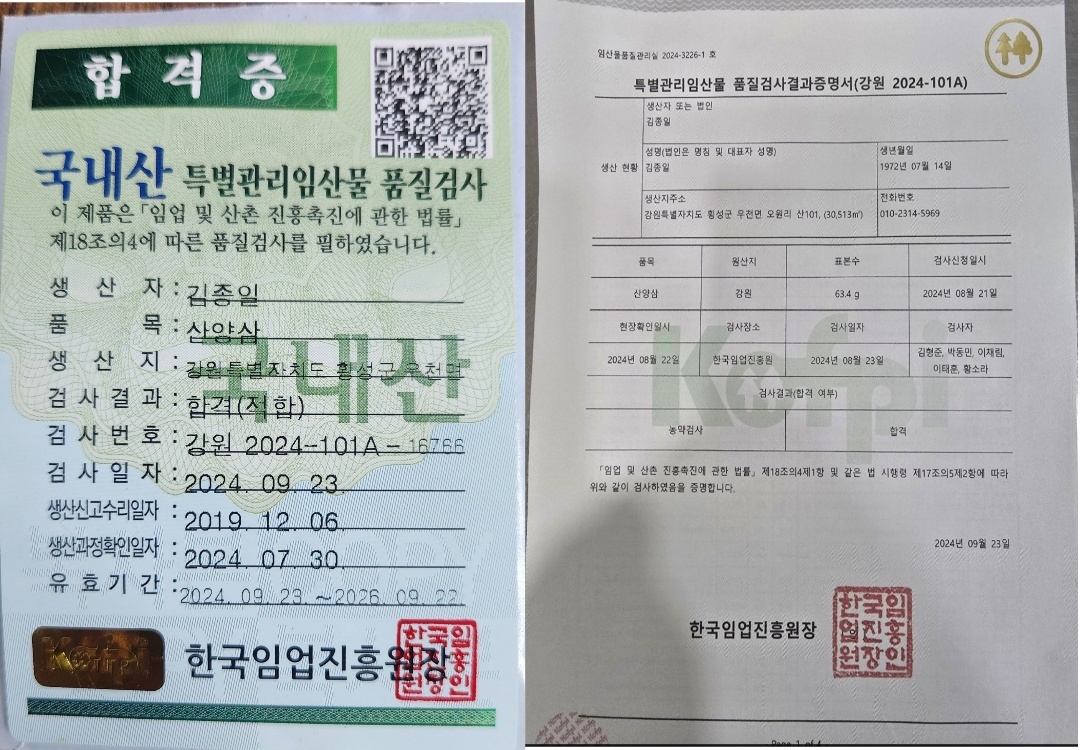 합격증
국내산 특별관리임산물 품질검사
이 제품은 「임업 및 산촌 진흥촉진에 관한 법률」
제18조의4에 따른 품질검사를 필하였습니다.
생 산 자 : 김종일
품 목 : 산양삼
생 산 지 : 강원특별자치도 횡성군 우천면
검사결과 : 합격(적합)
검사번호 : 강원 2024-101A - 16766
검사일자 : 2024. 09. 23.
생산신고수리일자 : 2019. 12. 06.
생산과정확인일자 : 2024. 07. 30.
유효기간 : 2024. 09. 23. ~2026. 09. 22.
국내산
Kofpi
한국임업진흥원장
한국임업진흥원장인
임산물품질관리실 2024-3226-1 호
특별관리임산물 품질검사결과증명서(강원 2024-101A)
생산 현황
생산자 또는 법인
김종일
성명(법인은 명칭 및 대표자 성명) 생년월일
김종일 1972년 07월 14일
생산지주소 전화번호
강원특별자치도 횡성군 우천면 오원리 산101, (30,513㎡) 010-2314-5969
품목 원산지 표본수 검사신청일시
산양삼 강원 63.4 g 2024년 08월 21일
현장확인일시 검사장소 검사일자 검사자
2024년 08월 22일 한국임업진흥원 2024년 08월 23일 김형준, 박동민, 이채림,
이태훈, 황소라
검사결과(합격 여부)
농약검사 합격
Kofpi
「임업 및 산촌 진흥촉진에 관한 법률」 제18조의4제1항 및 같은 법 시행령 제17조의5제2항에 따라
위와 같이 검사하였음을 증명합니다.
2024년 09월 23일
한국임업진흥원장
한국임업진흥원장인
Page 1 of 4